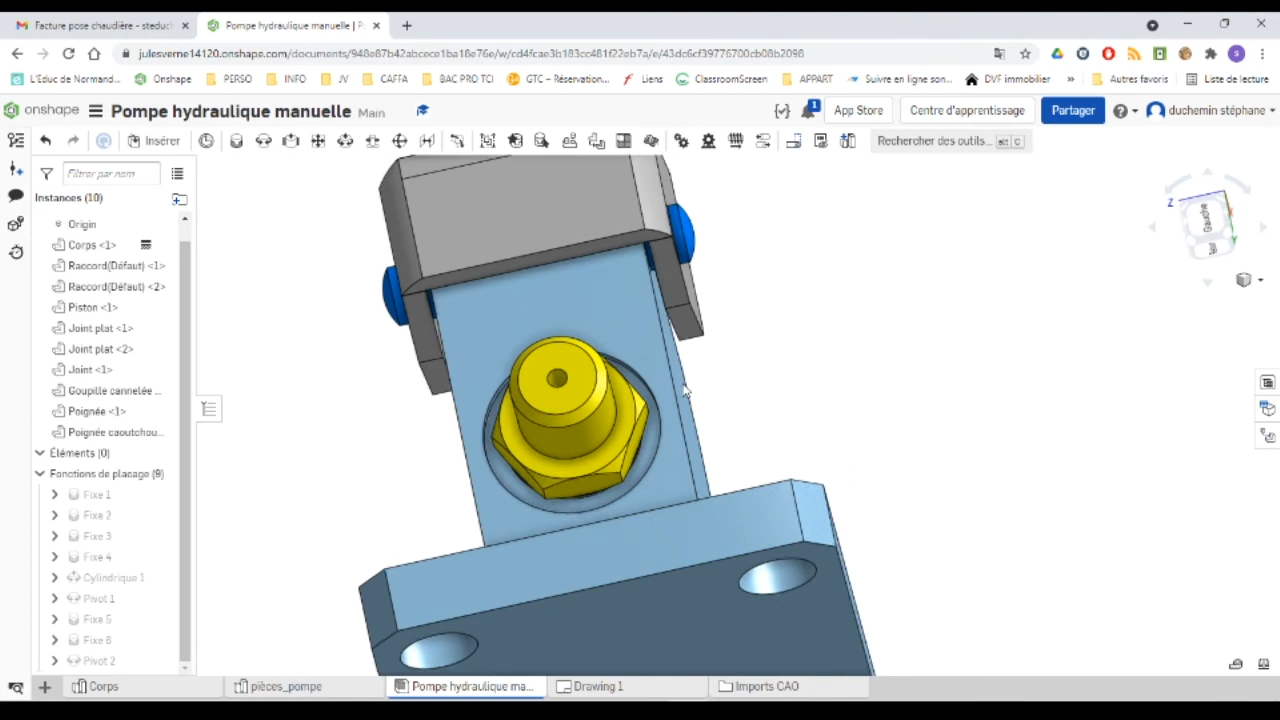 Facture pose chaudière - steduch
Pompe hydraulique manuelle | P
julesverne14120.onshape.com/documents/948e87b42abcece1ba18e76e/w/cd4fcae3b183cc481f22eb7a/e/43dc6cf39776700cb08b2098
L'Educ de Normand... Onshape PERSO INFO JV CAFFA BAC PRO TCI GTC – Réservation... Liens ClassroomScreen APPART Suivre en ligne son... DVF immobilier » Autres favoris Liste de lecture
onshape Pompe hydraulique manuelle Main 1 App Store Centre d'apprentissage Partager duchemin stéphane
Insérer Rechercher des outils... alt C
Filtrer par nom
Instances (10)
Origin
Corps <1>
Raccord(Défaut) <1>
Raccord(Défaut) <2>
Piston <1>
Joint plat <1>
Joint plat <2>
Joint <1>
Goupille cannelée ...
Poignée <1>
Poignée caoutchou...
Éléments (0)
Fonctions de placage (9)
Fixe 1
Fixe 2
Fixe 3
Fixe 4
Cylindrique 1
Pivot 1
Fixe 5
Fixe 6
Pivot 2
Z
Gauche
Corps pièces_pompe Pompe hydraulique ma... Drawing 1 Imports CAO